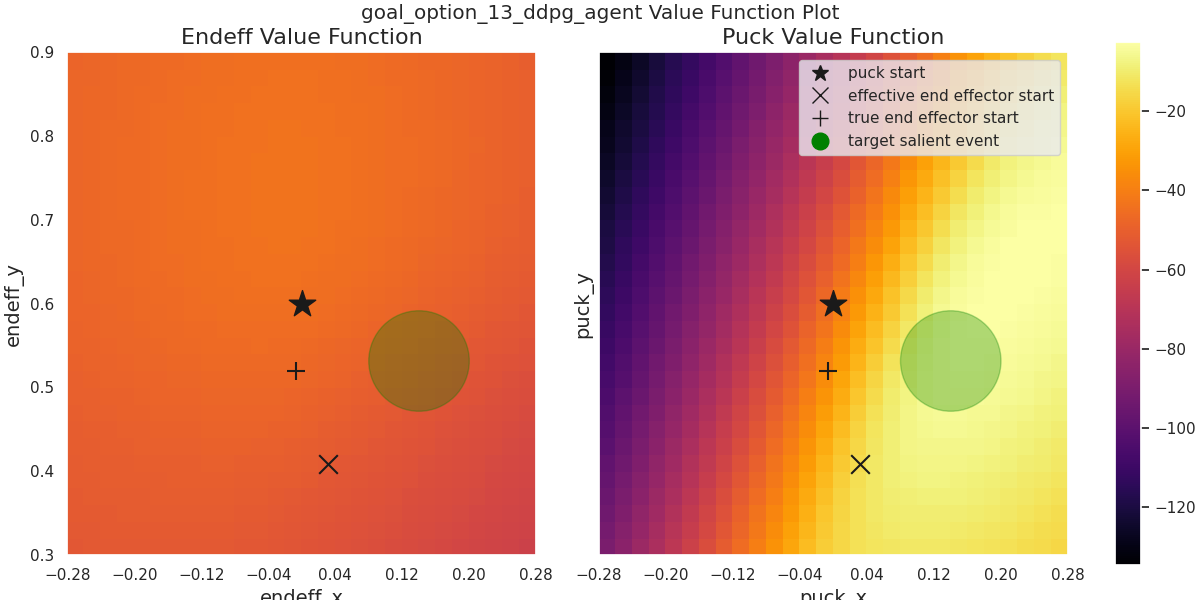 goal_option_13_ddpg_agent Value Function Plot
Endeff Value Function
Puck Value Function
puck start
effective end effector start
true end effector start
target salient event
endeff_y
0.9
0.8
0.7
0.6
0.5
0.4
0.3
−0.28 −0.20 −0.12 −0.04 0.04 0.12 0.20 0.28
endeff_x
puck_y
−0.28 −0.20 −0.12 −0.04 0.04 0.12 0.20 0.28
puck_x
−20
−40
−60
−80
−100
−120